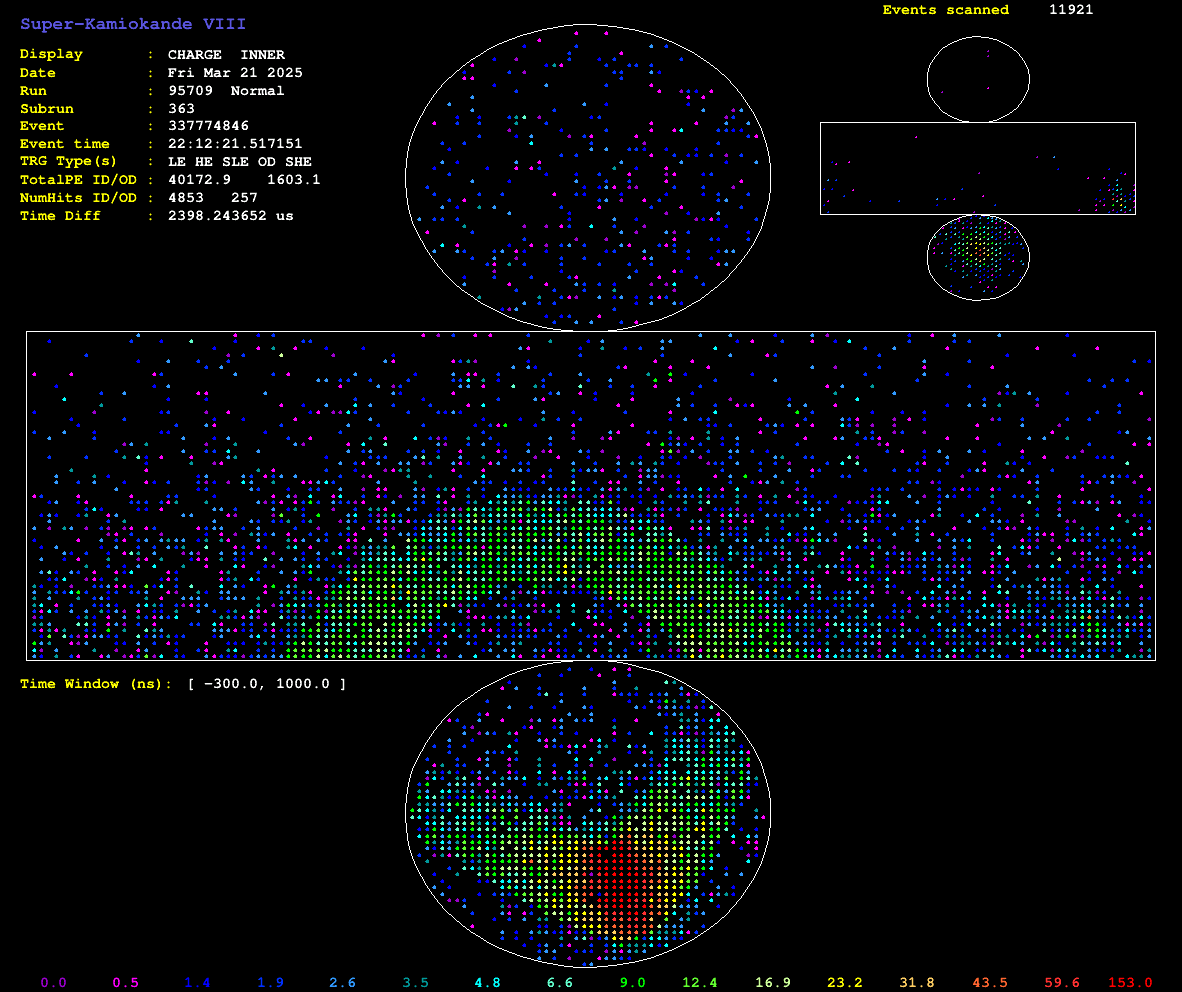 Super-Kamiokande VIII
Events scanned 11921
Display : CHARGE INNER
Date : Fri Mar 21 2025
Run : 95709 Normal
Subrun : 363
Event : 337774846
Event time : 22:12:21.517151
TRG Type(s) : LE HE SLE OD SHE
TotalPE ID/OD : 40172.9 1603.1
NumHits ID/OD : 4853 257
Time Diff : 2398.243652 us
Time Window (ns): [ -300.0, 1000.0 ]
0.0 0.5 1.4 1.9 2.6 3.5 4.8 6.6 9.0 12.4 16.9 23.2 31.8 43.5 59.6 153.0